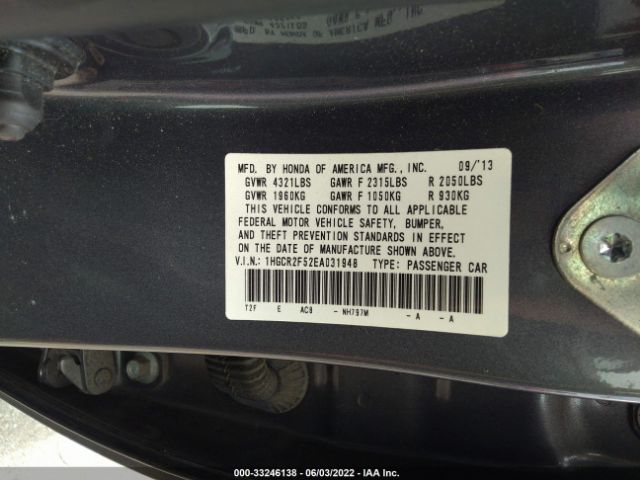 MFD. BY HONDA OF AMERICA MFG., INC. 09/'13
GVWR 4321LBS GAWR F 2315LBS R 2050LBS
GVWR 1960KG GAWR F 1050KG R 930KG
THIS VEHICLE CONFORMS TO ALL APPLICABLE
FEDERAL MOTOR VEHICLE SAFETY, BUMPER,
AND THEFT PREVENTION STANDARDS IN EFFECT
ON THE DATE OF MANUFACTURE SHOWN ABOVE.
V.I.N.: 1HGCR2F52EA031948 TYPE: PASSENGER CAR
T2F E AC9 - NH797M - A - A
000-33246138 - 06/03/2022 - IAA Inc.